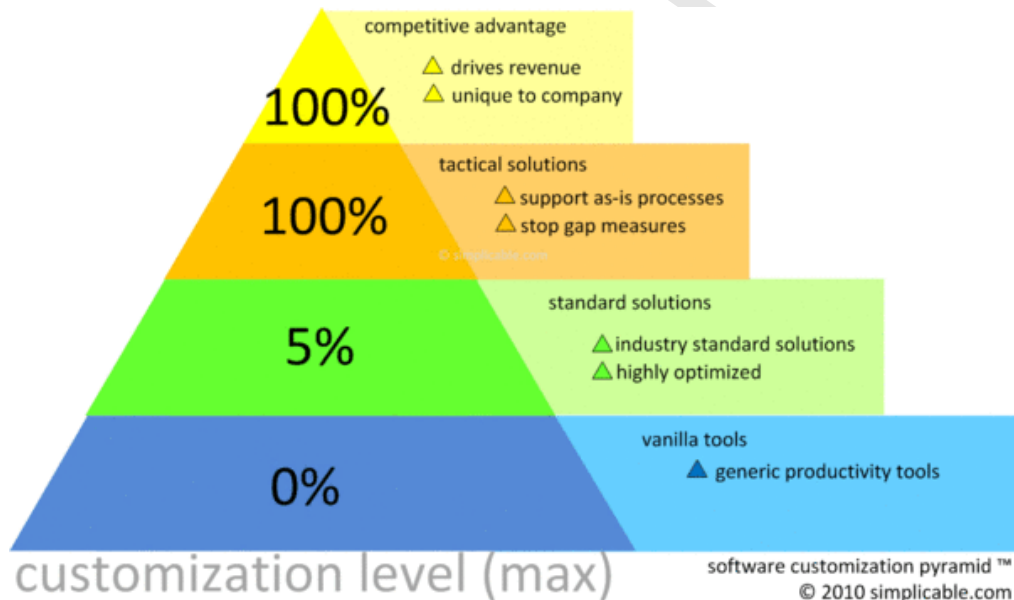 competitive advantage
drives revenue
unique to company
100%
tactical solutions
support as-is processes
stop gap measures
100%
© simplicable.com
standard solutions
industry standard solutions
highly optimized
5%
vanilla tools
generic productivity tools
0%
customization level (max)
software customization pyramid ™
© 2010 simplicable.com